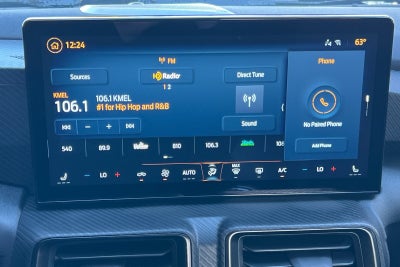 12:24
63°
FM
Phone
Sources
HD Radio
Direct Tune
1 2
KMEL
106.1
106.1 KMEL
#1 for Hip Hop and R&B
No Paired Phone
Sound
Add Phone
540
89.9
810
106.3
LO
AUTO
MAX
A/C
LO